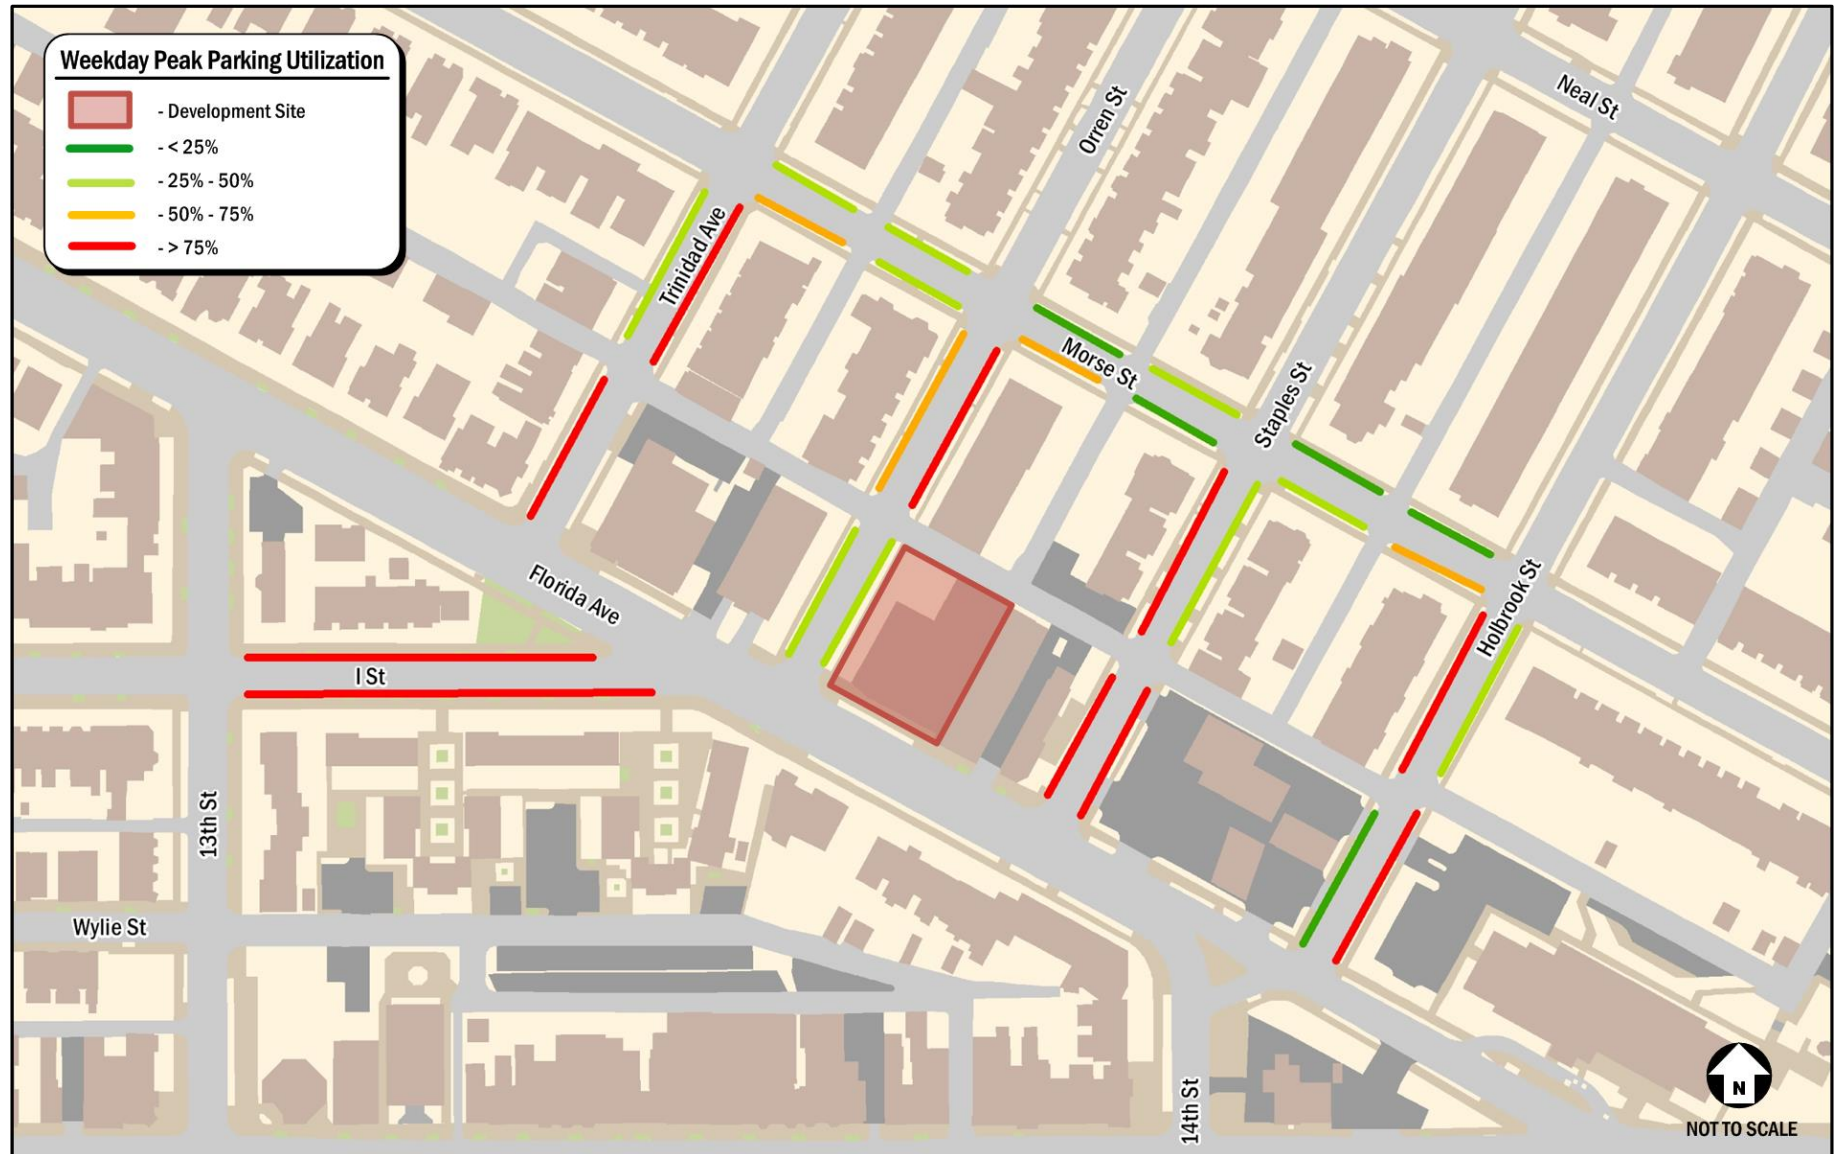 Weekday Peak Parking Utilization
- Development Site
- < 25%
- 25% - 50%
- 50% - 75%
- > 75%
Neal St
Orren St
Trinidad Ave
Morse St
Staples St
Holbrook St
Florida Ave
I St
13th St
Wylie St
14th St
N
NOT TO SCALE